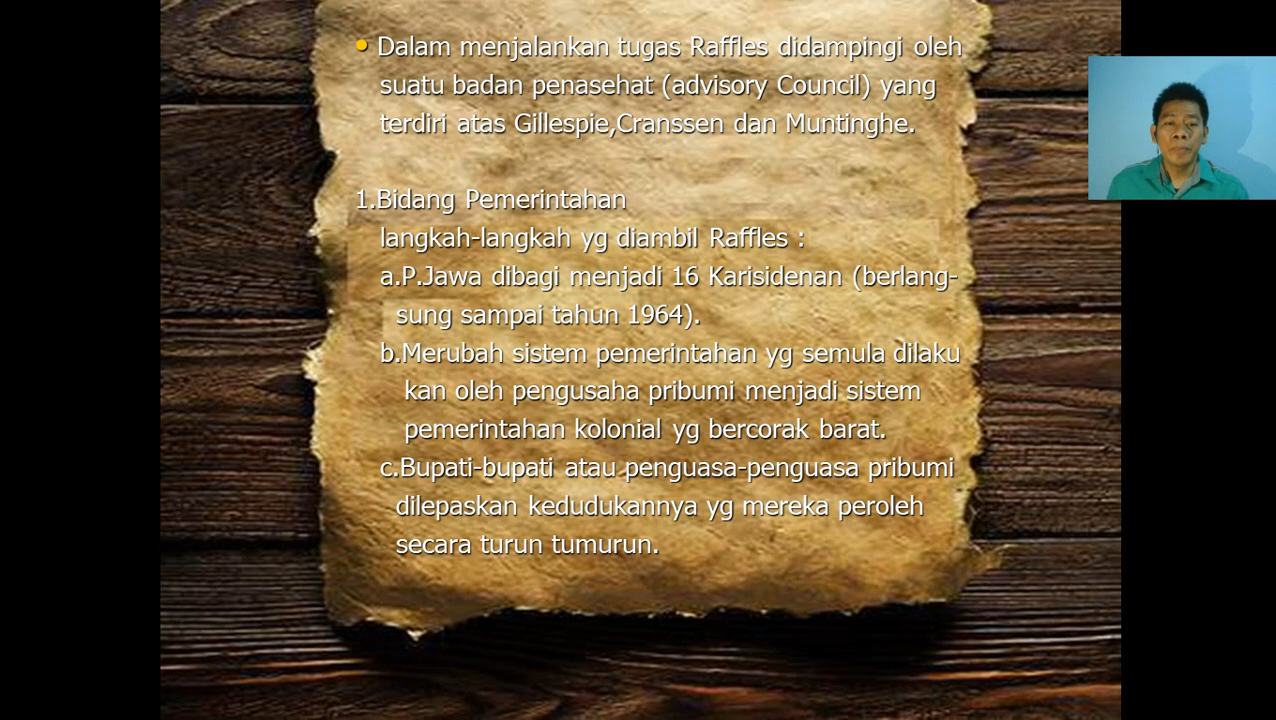 Dalam menjalankan tugas Raffles didampingi oleh
suatu badan penasehat (advisory Council) yang
terdiri atas Gillespie,Cranssen dan Muntinghe.
1.Bidang Pemerintahan
langkah-langkah yg diambil Raffles :
a.P.Jawa dibagi menjadi 16 Karisidenan (berlang-
sung sampai tahun 1964).
b.Merubah sistem pemerintahan yg semula dilaku
kan oleh pengusaha pribumi menjadi sistem
pemerintahan kolonial yg bercorak barat.
c.Bupati-bupati atau penguasa-penguasa pribumi
dilepaskan kedudukannya yg mereka peroleh
secara turun tumurun.